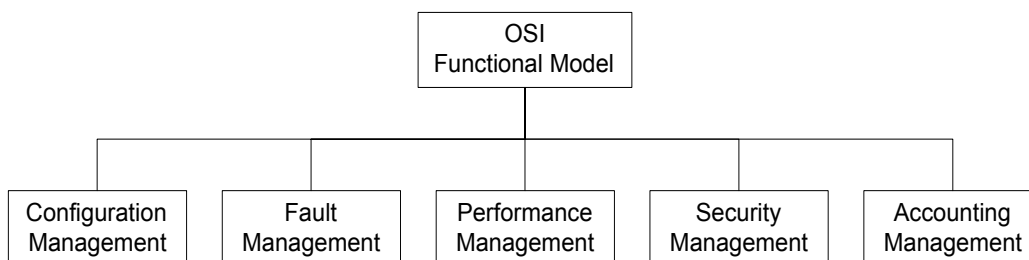 OSI
Functional Model
Configuration
Management
Fault
Management
Performance
Management
Security
Management
Accounting
Management